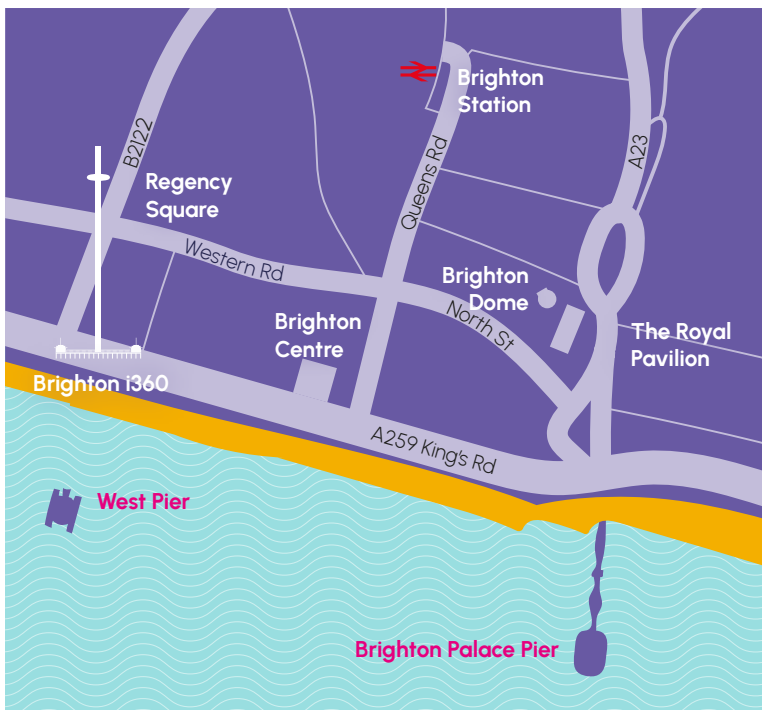 Brighton
Station
B2122
A23
Queens Rd
Regency
Square
Western Rd
Brighton
Dome
North St
Brighton
Centre
The Royal
Pavilion
Brighton i360
A259 King's Rd
West Pier
Brighton Palace Pier